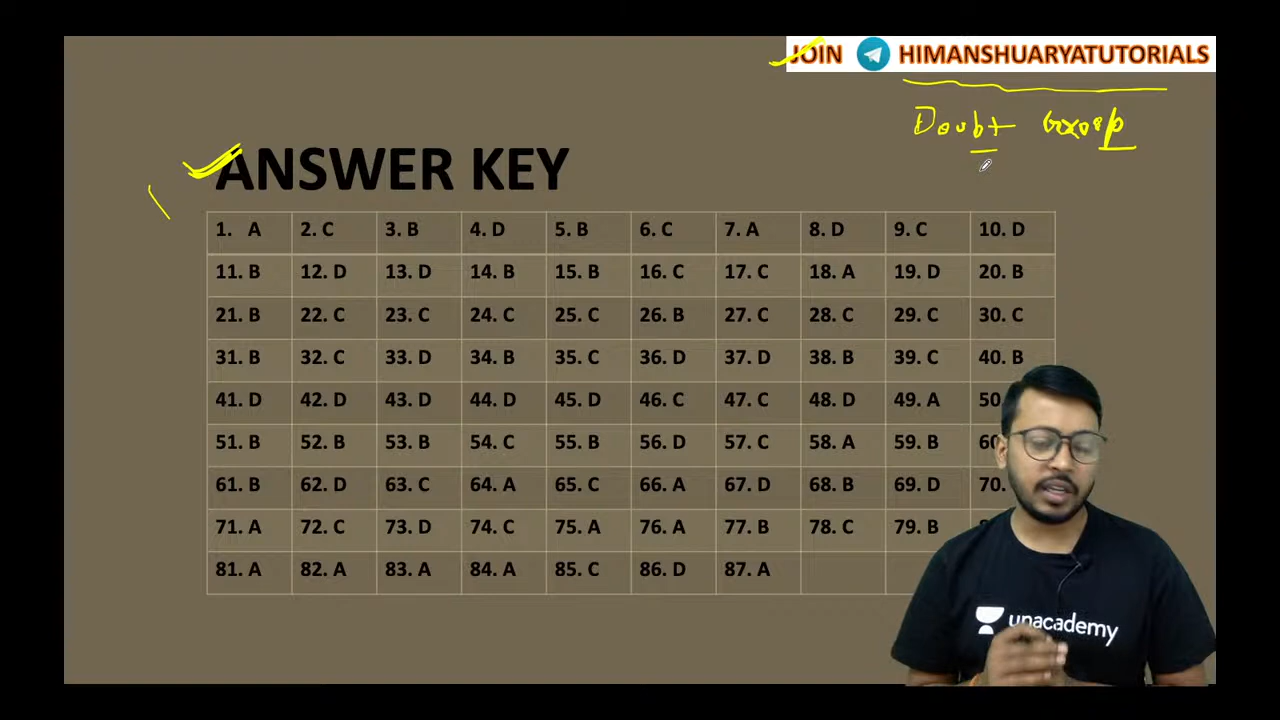 JOIN HIMANSHUARYATUTORIALS
Doubt Group
ANSWER KEY
1. A 2. C 3. B 4. D 5. B 6. C 7. A 8. D 9. C 10. D
11. B 12. D 13. D 14. B 15. B 16. C 17. C 18. A 19. D 20. B
21. B 22. C 23. C 24. C 25. C 26. B 27. C 28. C 29. C 30. C
31. B 32. C 33. D 34. B 35. C 36. D 37. D 38. B 39. C 40. B
41. D 42. D 43. D 44. D 45. D 46. C 47. C 48. D 49. A 50.
51. B 52. B 53. B 54. C 55. B 56. D 57. C 58. A 59. B
61. B 62. D 63. C 64. A 65. C 66. A 67. D 68. B 69. D 70.
71. A 72. C 73. D 74. C 75. A 76. A 77. B 78. C 79. B
81. A 82. A 83. A 84. A 85. C 86. D 87. A
unacademy